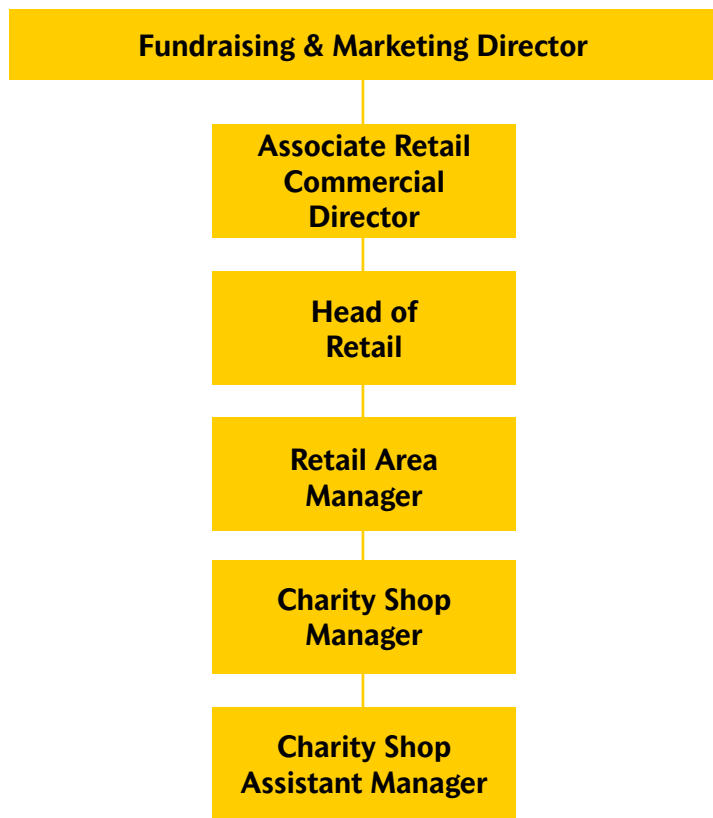 Fundraising & Marketing Director
Associate Retail
Commercial
Director
Head of
Retail
Retail Area
Manager
Charity Shop
Manager
Charity Shop
Assistant Manager